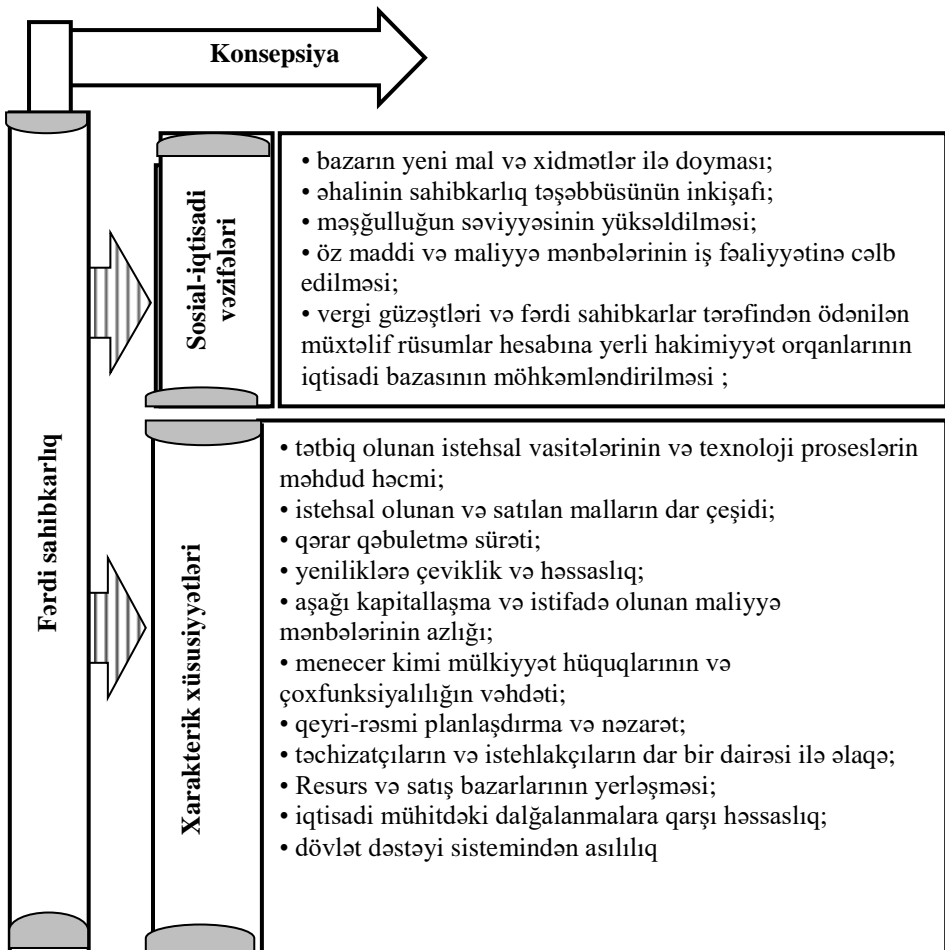 Konsepsiya
Fərdi sahibkarlıq
Sosial-iqtisadi
vəzifələri
• bazarın yeni mal və xidmətlər ilə doyması;
• əhalinin sahibkarlıq təşəbbüsünün inkişafı;
• məşğulluğun səviyyəsinin yüksəldilməsi;
• öz maddi və maliyyə mənbələrinin iş fəaliyyətinə cəlb
edilməsi;
• vergi güzəştləri və fərdi sahibkarlar tərəfindən ödənilən
müxtəlif rüsumlar hesabına yerli hakimiyyət orqanlarının
iqtisadi bazasının möhkəmləndirilməsi ;
Xarakterik xüsusiyyətləri
• tətbiq olunan istehsal vasitələrinin və texnoloji proseslərin
məhdud həcmi;
• istehsal olunan və satılan malların dar çeşidi;
• qərar qəbuletmə sürəti;
• yeniliklərə çeviklik və həssaslıq;
• aşağı kapitallaşma və istifadə olunan maliyyə
mənbələrinin azlığı;
• menecer kimi mülkiyyət hüquqlarının və
çoxfunksiyalılığın vəhdəti;
• qeyri-rəsmi planlaşdırma və nəzarət;
• təchizatçıların və istehlakçıların dar bir dairəsi ilə əlaqə;
• Resurs və satış bazarlarının yerləşməsi;
• iqtisadi mühitdəki dalğalanmalara qarşı həssaslıq;
• dövlət dəstəyi sistemindən asılılıq